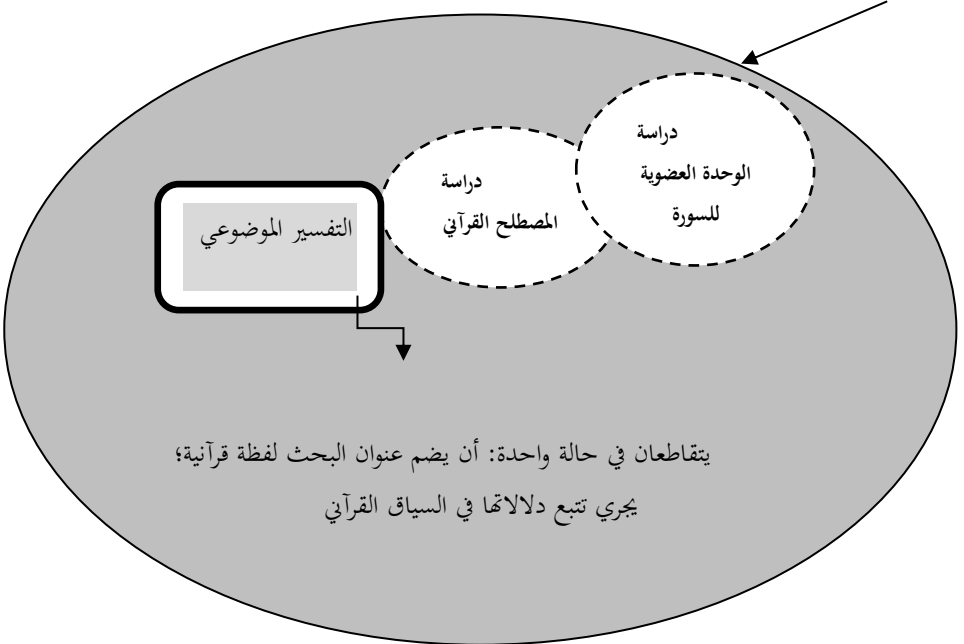 دراسة
الوحدة العضوية
للسورة
دراسة
المصطلح القرآني
التفسير الموضوعي
يتقاطعان في حالة واحدة: أن يضم عنوان البحث لفظة قرآنية؛
يجري تتبع دلالاتها في السياق القرآني